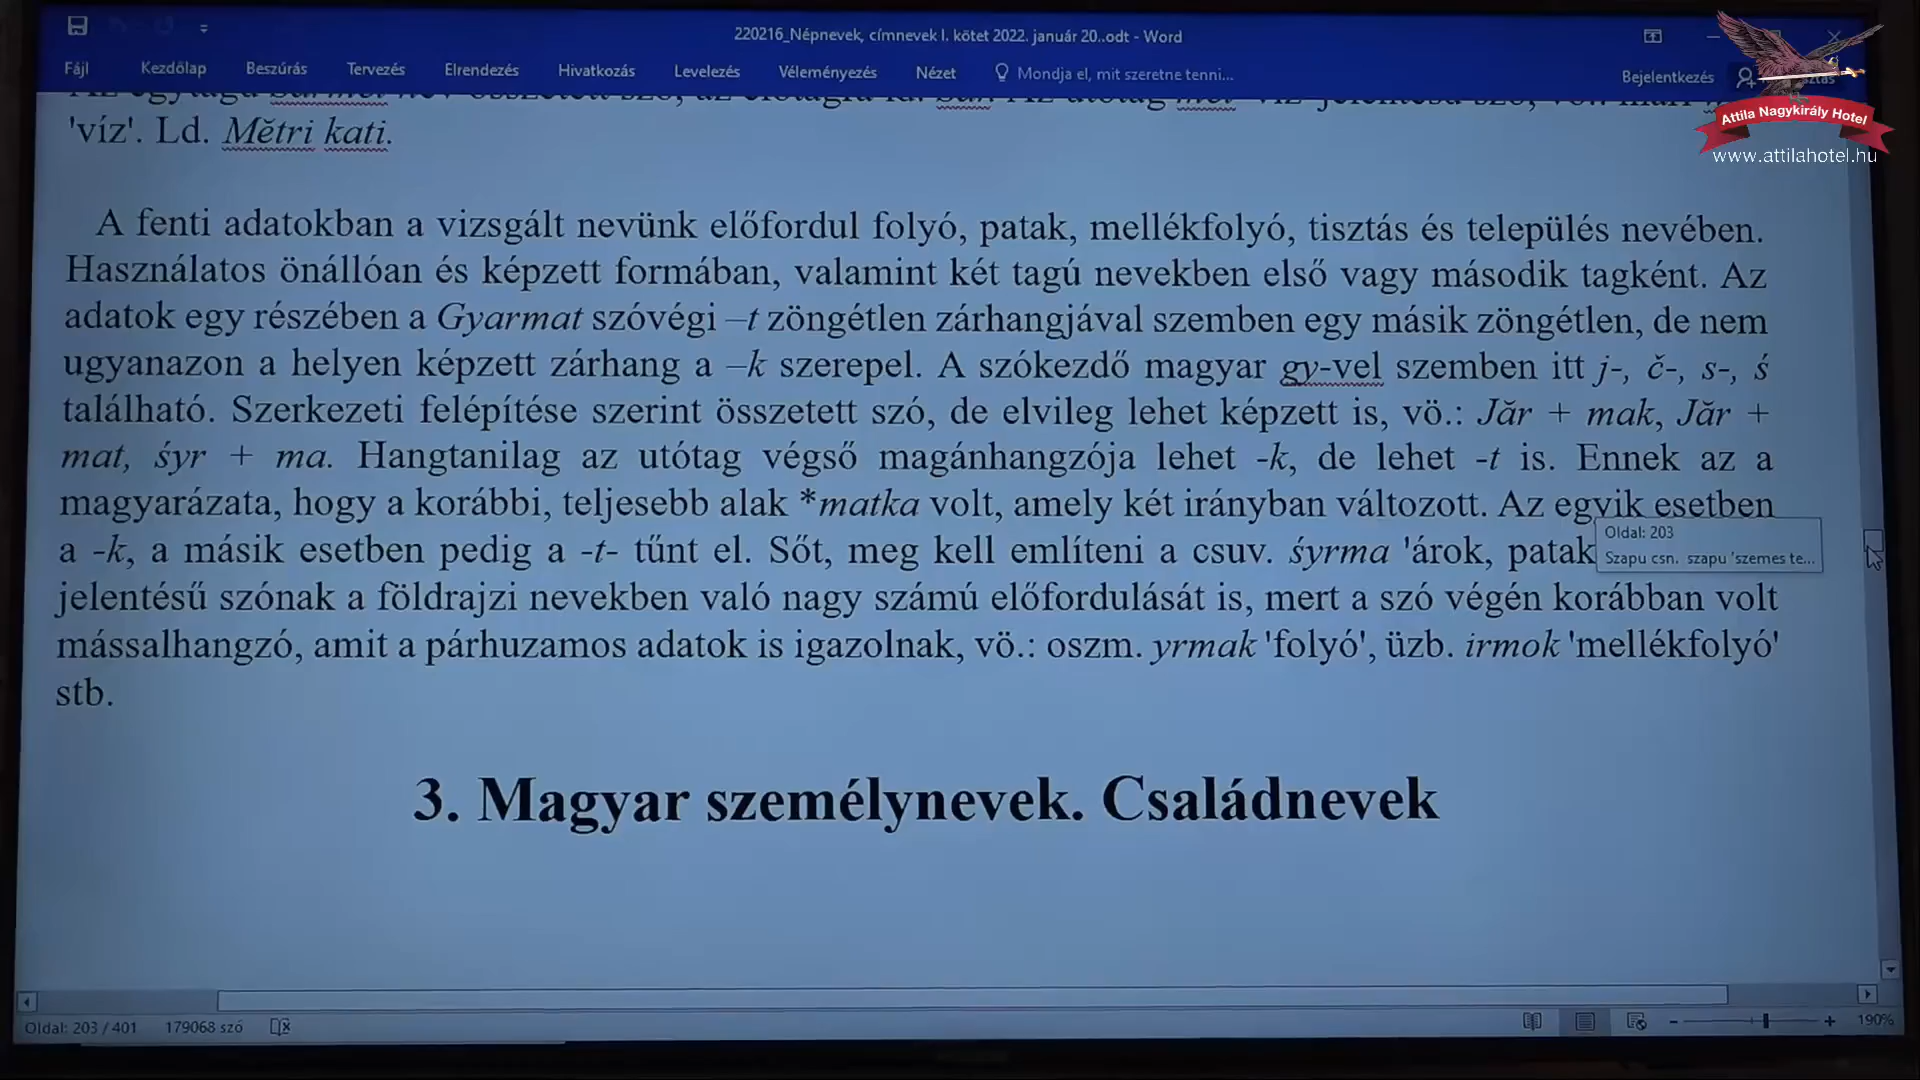 220216_Népnevek, címnevek I. kötet 2022. január 20..odt - Word
Fájl Kezdőlap Beszúrás Tervezés Elrendezés Hivatkozás Levelezés Véleményezés Nézet Mondja el, mit szeretne tenni... Bejelentkezés
Attila Nagykirály Hotel
www.attilahotel.hu
'víz'. Ld. Mĕtri kati.
A fenti adatokban a vizsgált nevünk előfordul folyó, patak, mellékfolyó, tisztás és település nevében.
Használatos önállóan és képzett formában, valamint két tagú nevekben első vagy második tagként. Az
adatok egy részében a Gyarmat szóvégi –t zöngétlen zárhangjával szemben egy másik zöngétlen, de nem
ugyanazon a helyen képzett zárhang a –k szerepel. A szókezdő magyar gy-vel szemben itt j-, č-, s-, ś
található. Szerkezeti felépítése szerint összetett szó, de elvileg lehet képzett is, vö.: Jăr + mak, Jăr +
mat, śyr + ma. Hangtanilag az utótag végső magánhangzója lehet -k, de lehet -t is. Ennek az a
magyarázata, hogy a korábbi, teljesebb alak *matka volt, amely két irányban változott. Az egyik esetben
a -k, a másik esetben pedig a -t- tűnt el. Sőt, meg kell említeni a csuv. śyrma 'árok, patak
jelentésű szónak a földrajzi nevekben való nagy számú előfordulását is, mert a szó végén korábban volt
mássalhangzó, amit a párhuzamos adatok is igazolnak, vö.: oszm. yrmak 'folyó', üzb. irmok 'mellékfolyó'
stb.
Oldal: 203
Szapu csn. szapu 'szemes te...
3. Magyar személynevek. Családnevek
Oldal: 203 / 401 179068 szó 190%